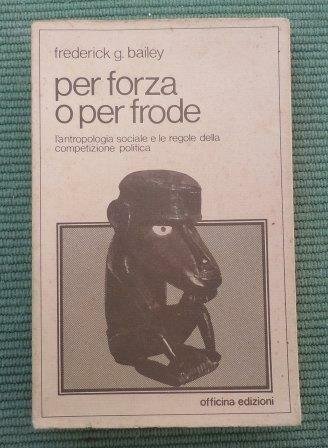 frederick g. bailey
per forza
o per frode
l'antropologia sociale e le regole della
competizione politica
officina edizioni